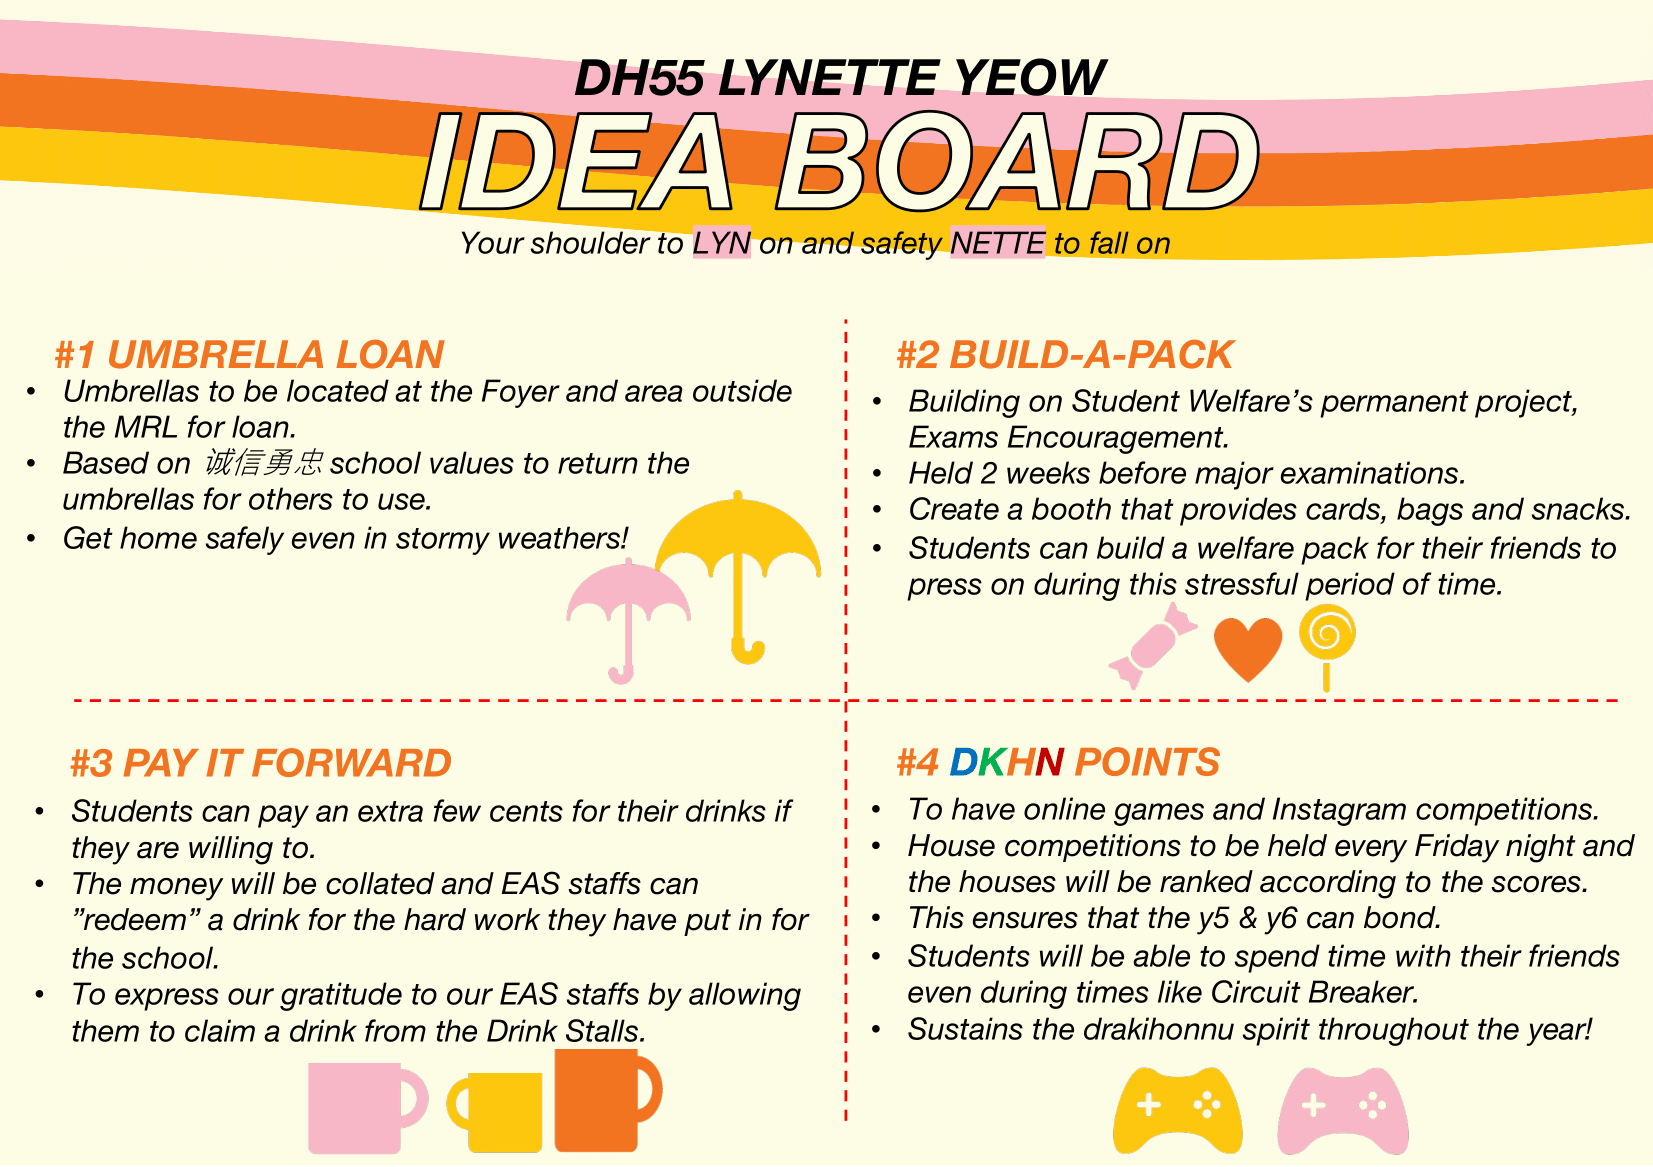 DH55 LYNETTE YEOW
IDEA BOARD
Your shoulder to LYN on and safety NETTE to fall on
#1 UMBRELLA LOAN
• Umbrellas to be located at the Foyer and area outside
the MRL for loan.
• Based on 诚信勇忠 school values to return the
umbrellas for others to use.
• Get home safely even in stormy weathers!
#2 BUILD-A-PACK
• Building on Student Welfare’s permanent project,
Exams Encouragement.
• Held 2 weeks before major examinations.
• Create a booth that provides cards, bags and snacks.
• Students can build a welfare pack for their friends to
press on during this stressful period of time.
#3 PAY IT FORWARD
• Students can pay an extra few cents for their drinks if
they are willing to.
• The money will be collated and EAS staffs can
”redeem” a drink for the hard work they have put in for
the school.
• To express our gratitude to our EAS staffs by allowing
them to claim a drink from the Drink Stalls.
#4 DKHN POINTS
• To have online games and Instagram competitions.
• House competitions to be held every Friday night and
the houses will be ranked according to the scores.
• This ensures that the y5 & y6 can bond.
• Students will be able to spend time with their friends
even during times like Circuit Breaker.
• Sustains the drakihonnu spirit throughout the year!